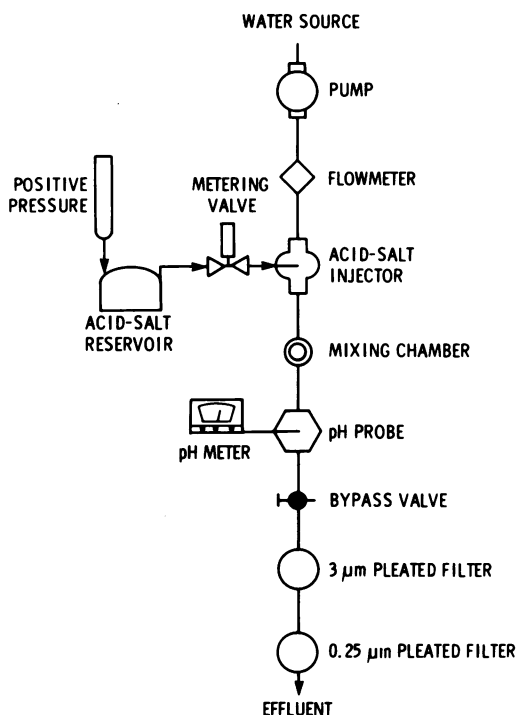 WATER SOURCE
PUMP
FLOWMETER
POSITIVE
PRESSURE
METERING
VALVE
ACID-SALT
INJECTOR
ACID-SALT
RESERVOIR
MIXING CHAMBER
pH PROBE
pH METER
BYPASS VALVE
3 µm PLEATED FILTER
0.25 µm PLEATED FILTER
EFFLUENT